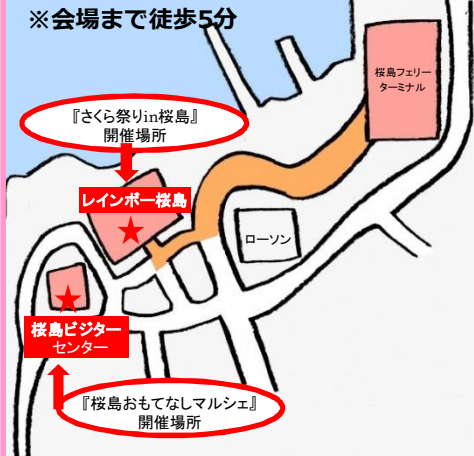 ※会場まで徒歩5分
桜島フェリー
ターミナル
『さくら祭りin桜島』
開催場所
レインボー桜島
ローソン
桜島ビジター
センター
『桜島おもてなしマルシェ』
開催場所